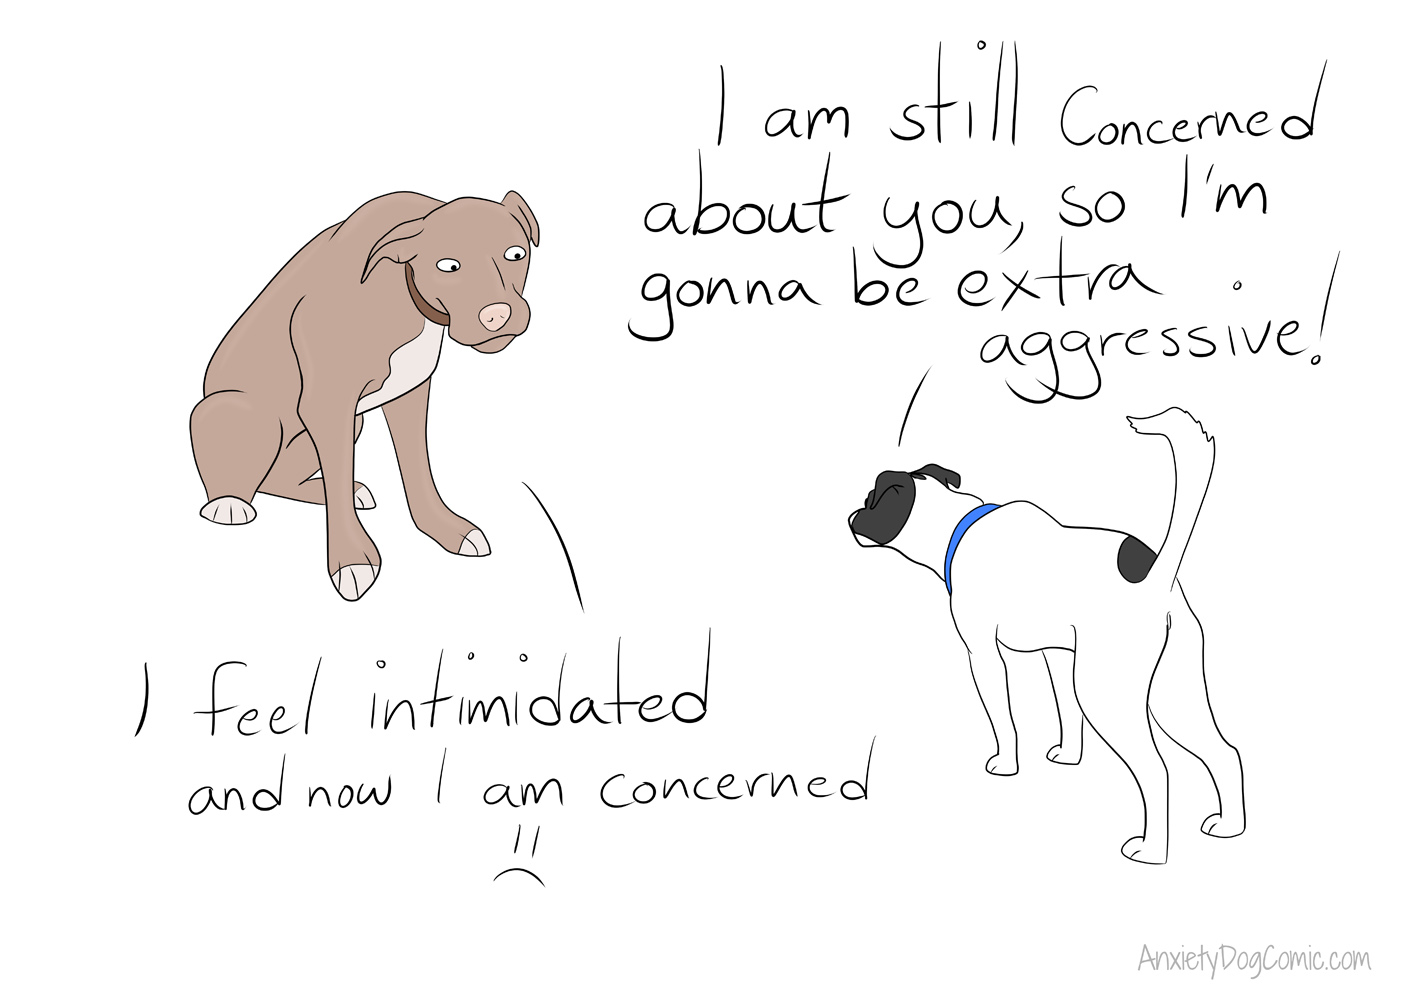 I am still Concerned
about you, so I'm
gonna be extra
aggressive!
I feel intimidated
and now I am concerned
AnxietyDogComic.com